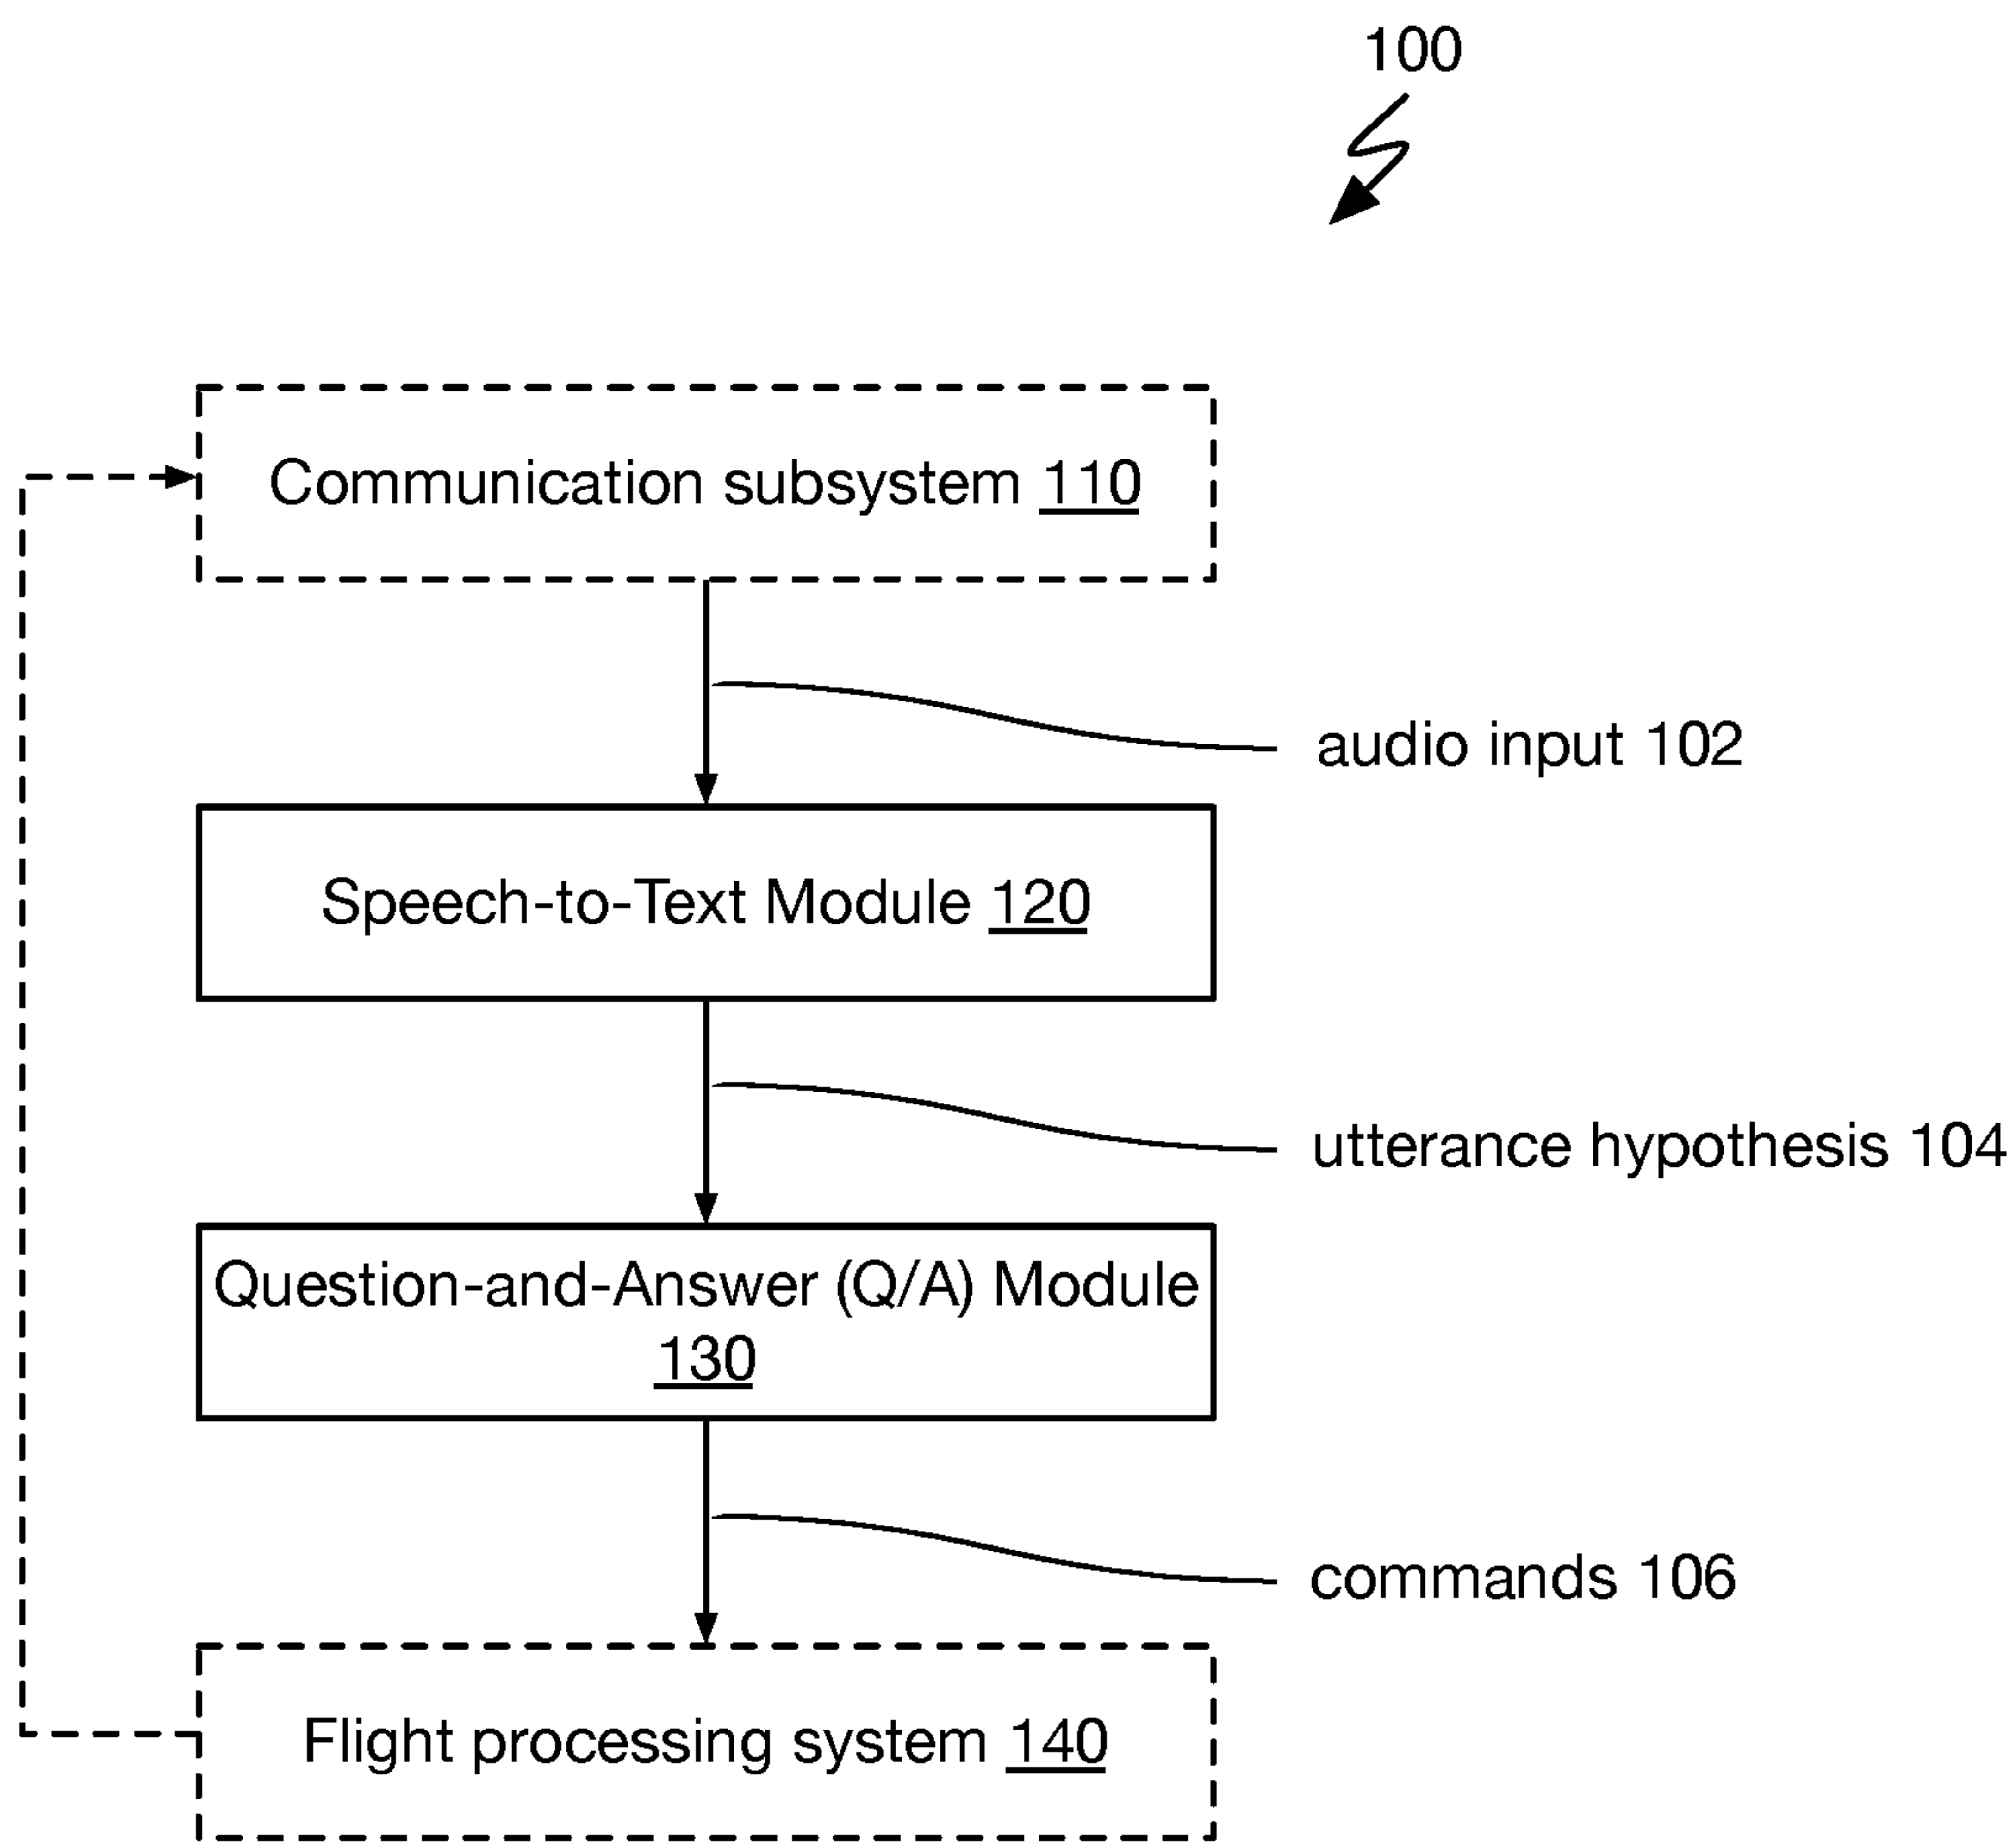 100
Communication subsystem 110
audio input 102
Speech-to-Text Module 120
utterance hypothesis 104
Question-and-Answer (Q/A) Module
130
commands 106
Flight processing system 140